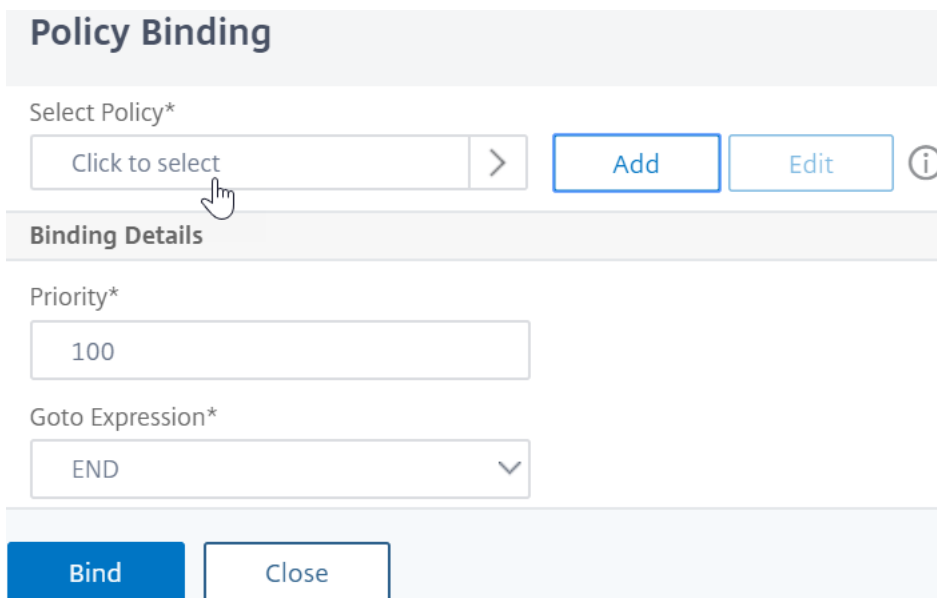 Policy Binding
Select Policy*
Click to select
Add
Edit
Binding Details
Priority*
100
Goto Expression*
END
Bind
Close